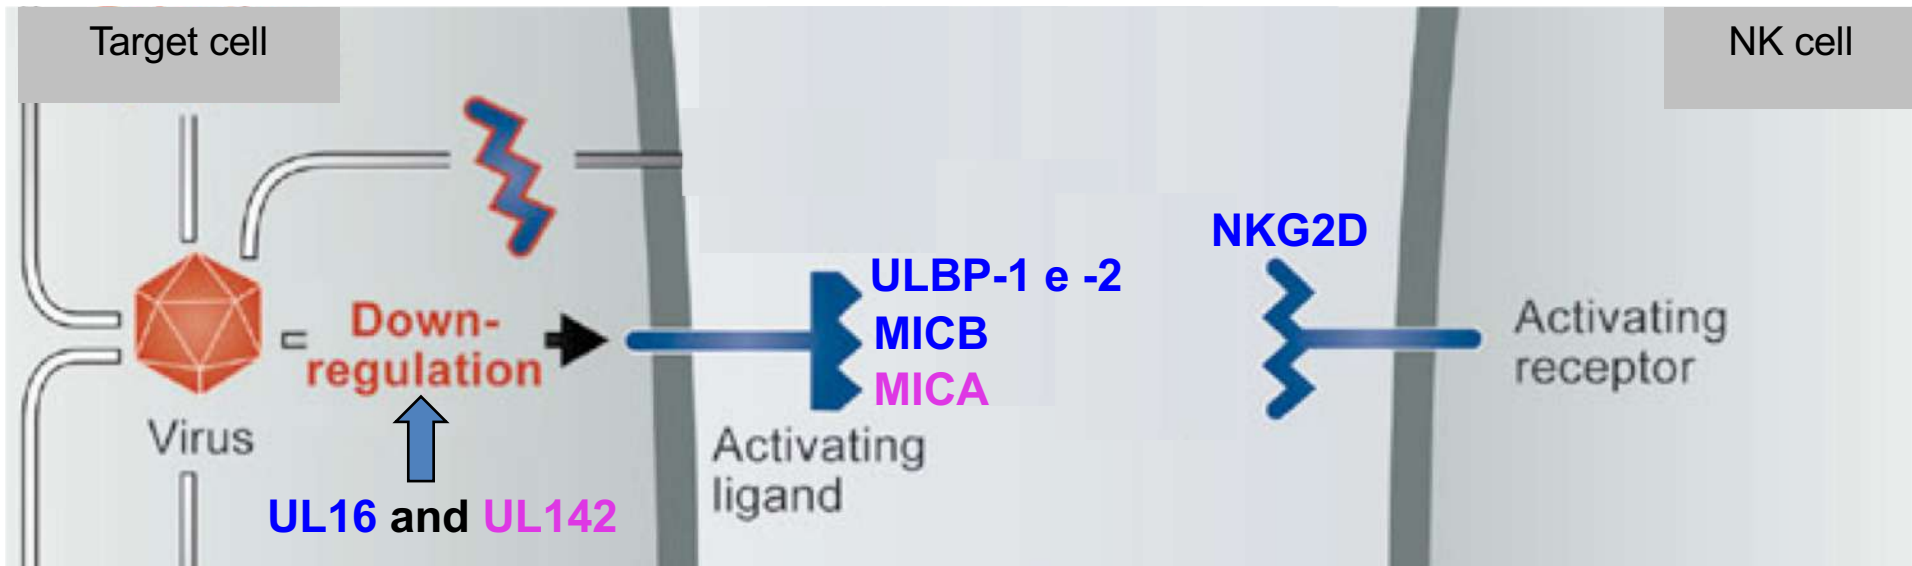 Target cell
NK cell
NKG2D
ULBP-1 e -2
MICB
MICA
Down-
regulation
Activating
receptor
Virus
Activating
ligand
UL16 and UL142